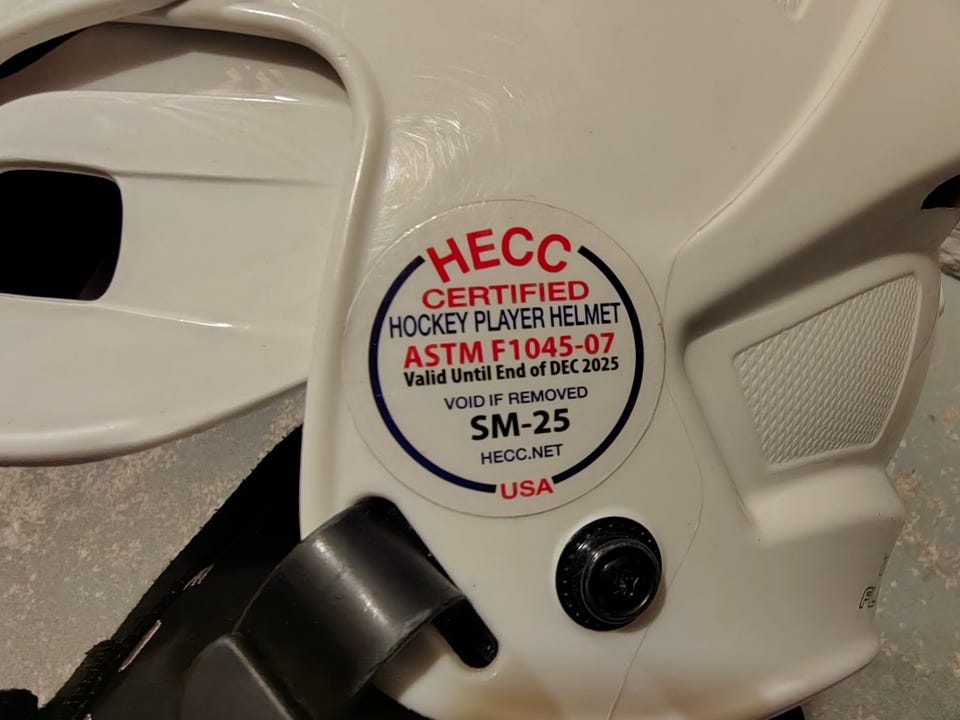 HECC
CERTIFIED
HOCKEY PLAYER HELMET
ASTM F1045-07
Valid Until End of DEC 2025
VOID IF REMOVED
SM-25
HECC.NET
USA